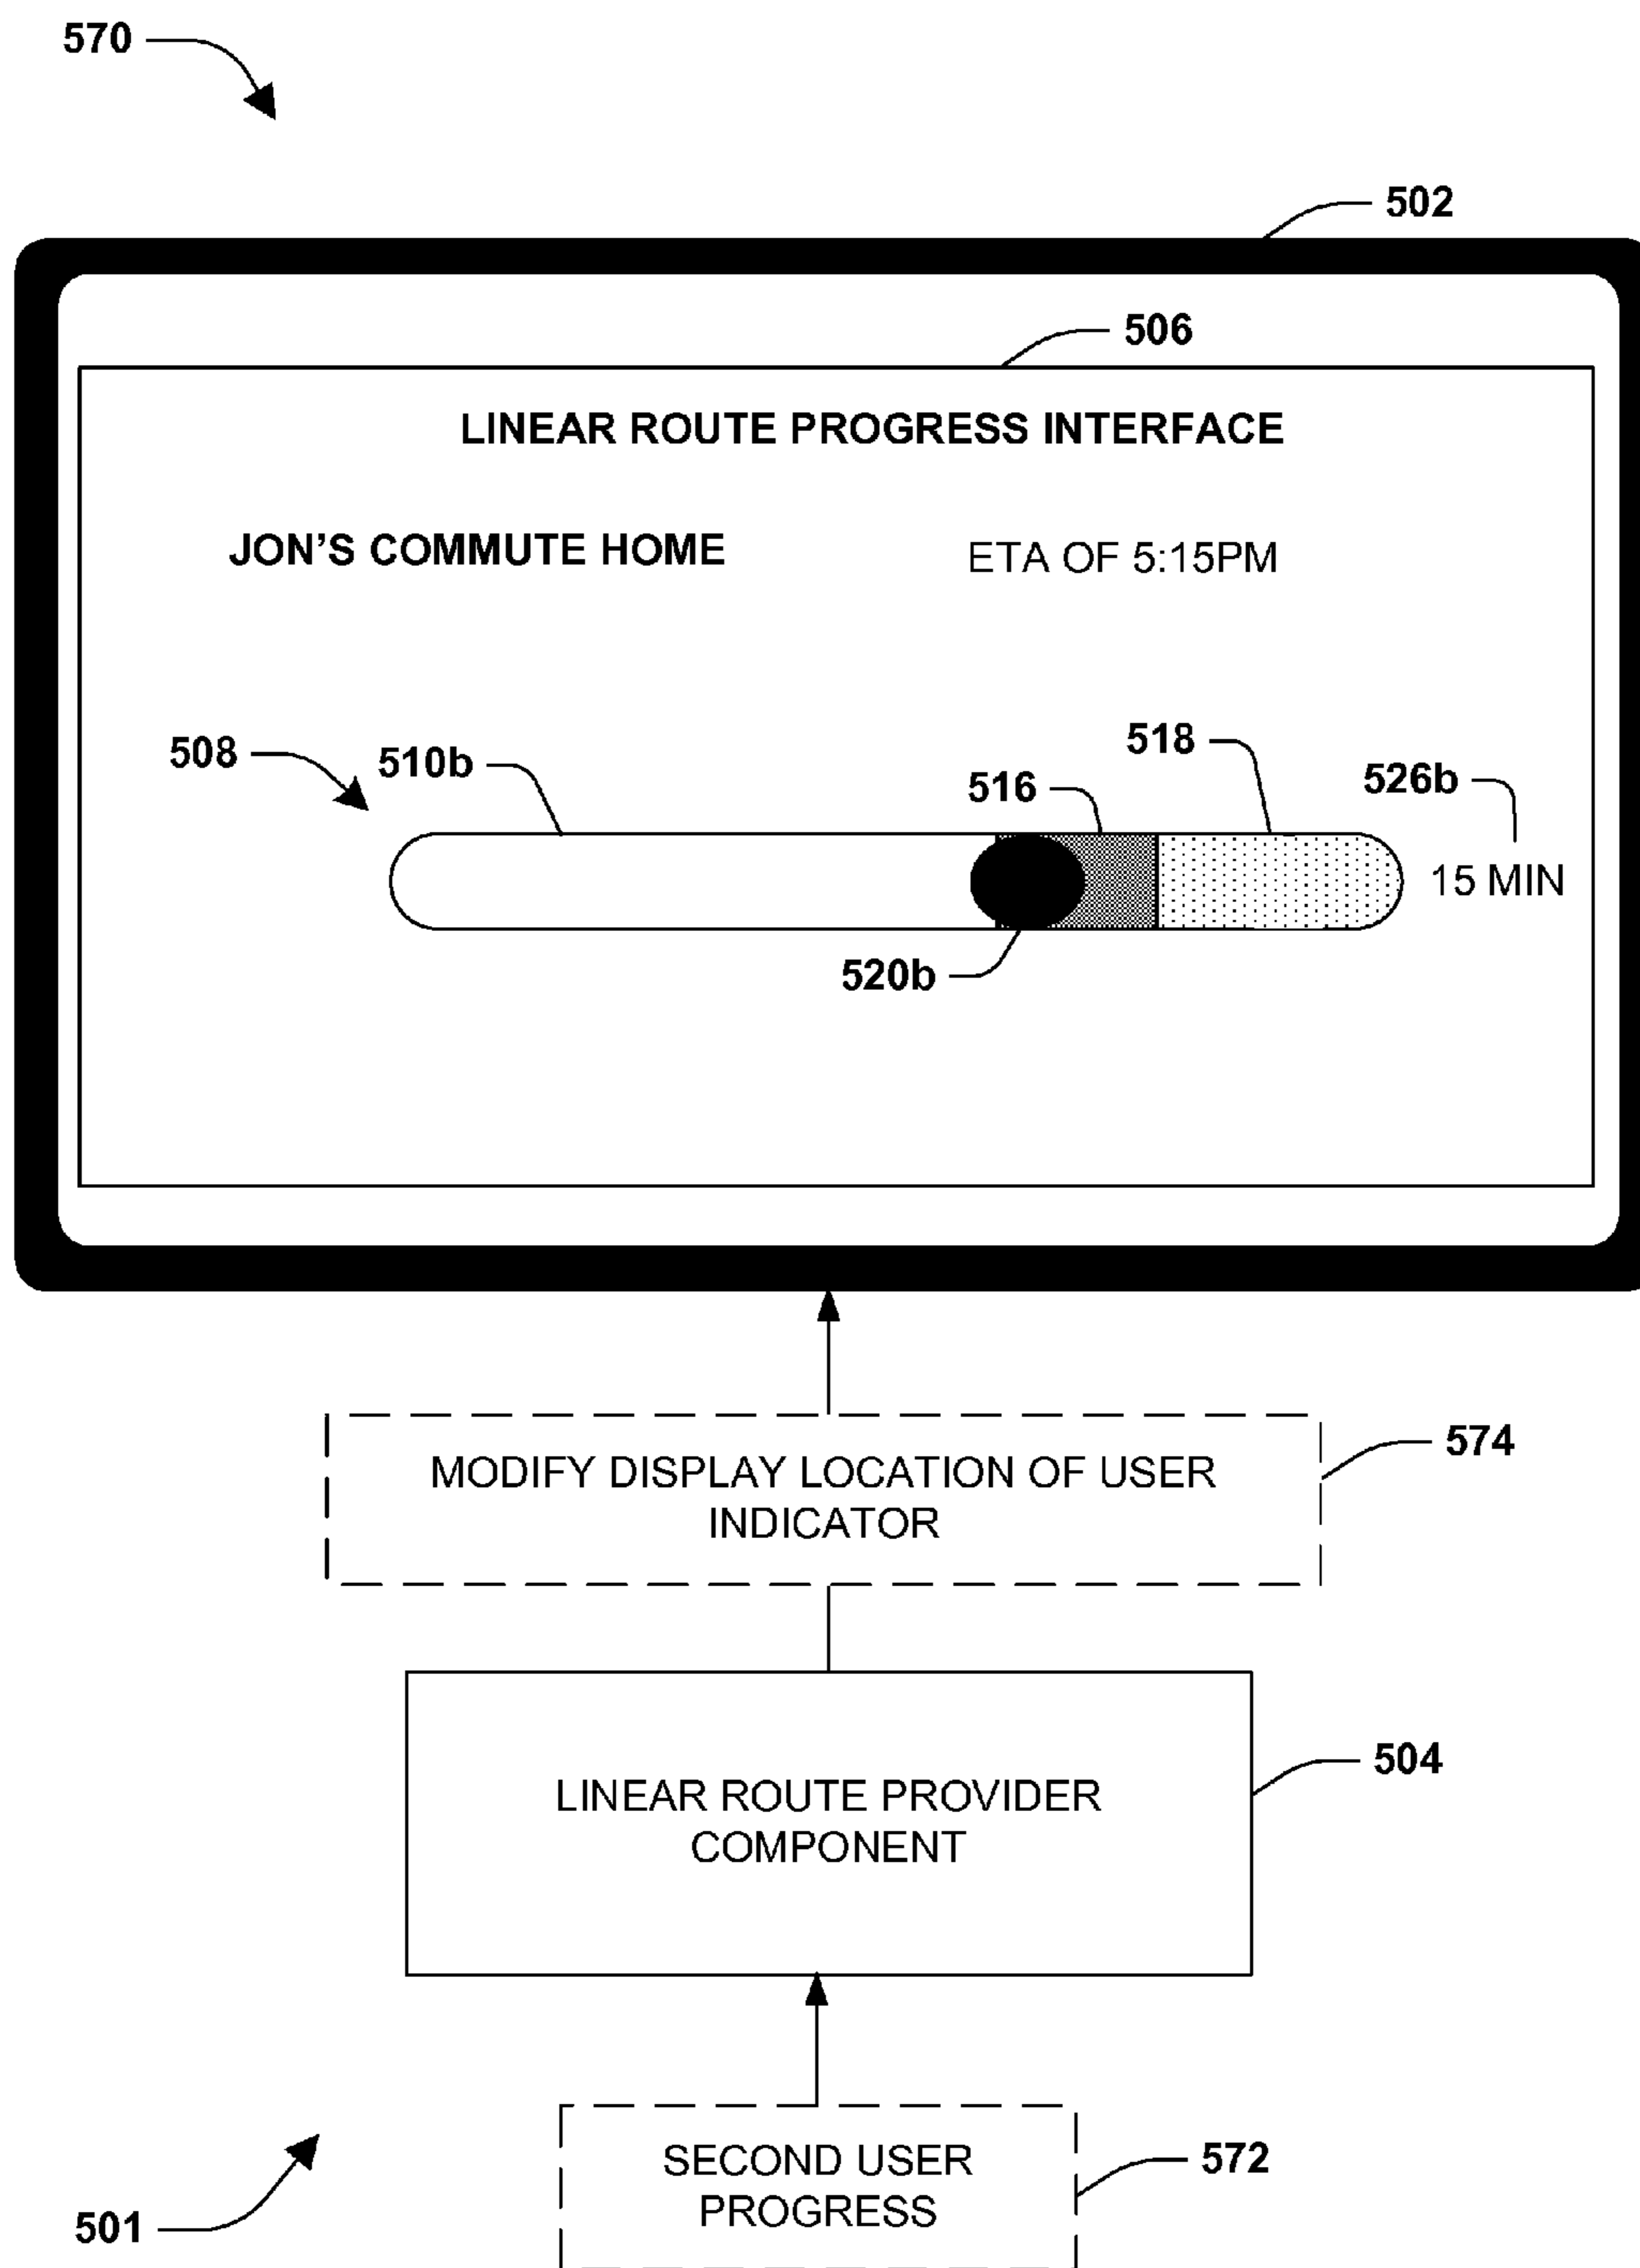 570
502
506
LINEAR ROUTE PROGRESS INTERFACE
JON'S COMMUTE HOME
ETA OF 5:15PM
508
510b
516
518
526b
15 MIN
520b
MODIFY DISPLAY LOCATION OF USER
INDICATOR
574
LINEAR ROUTE PROVIDER
COMPONENT
504
SECOND USER
PROGRESS
572
501